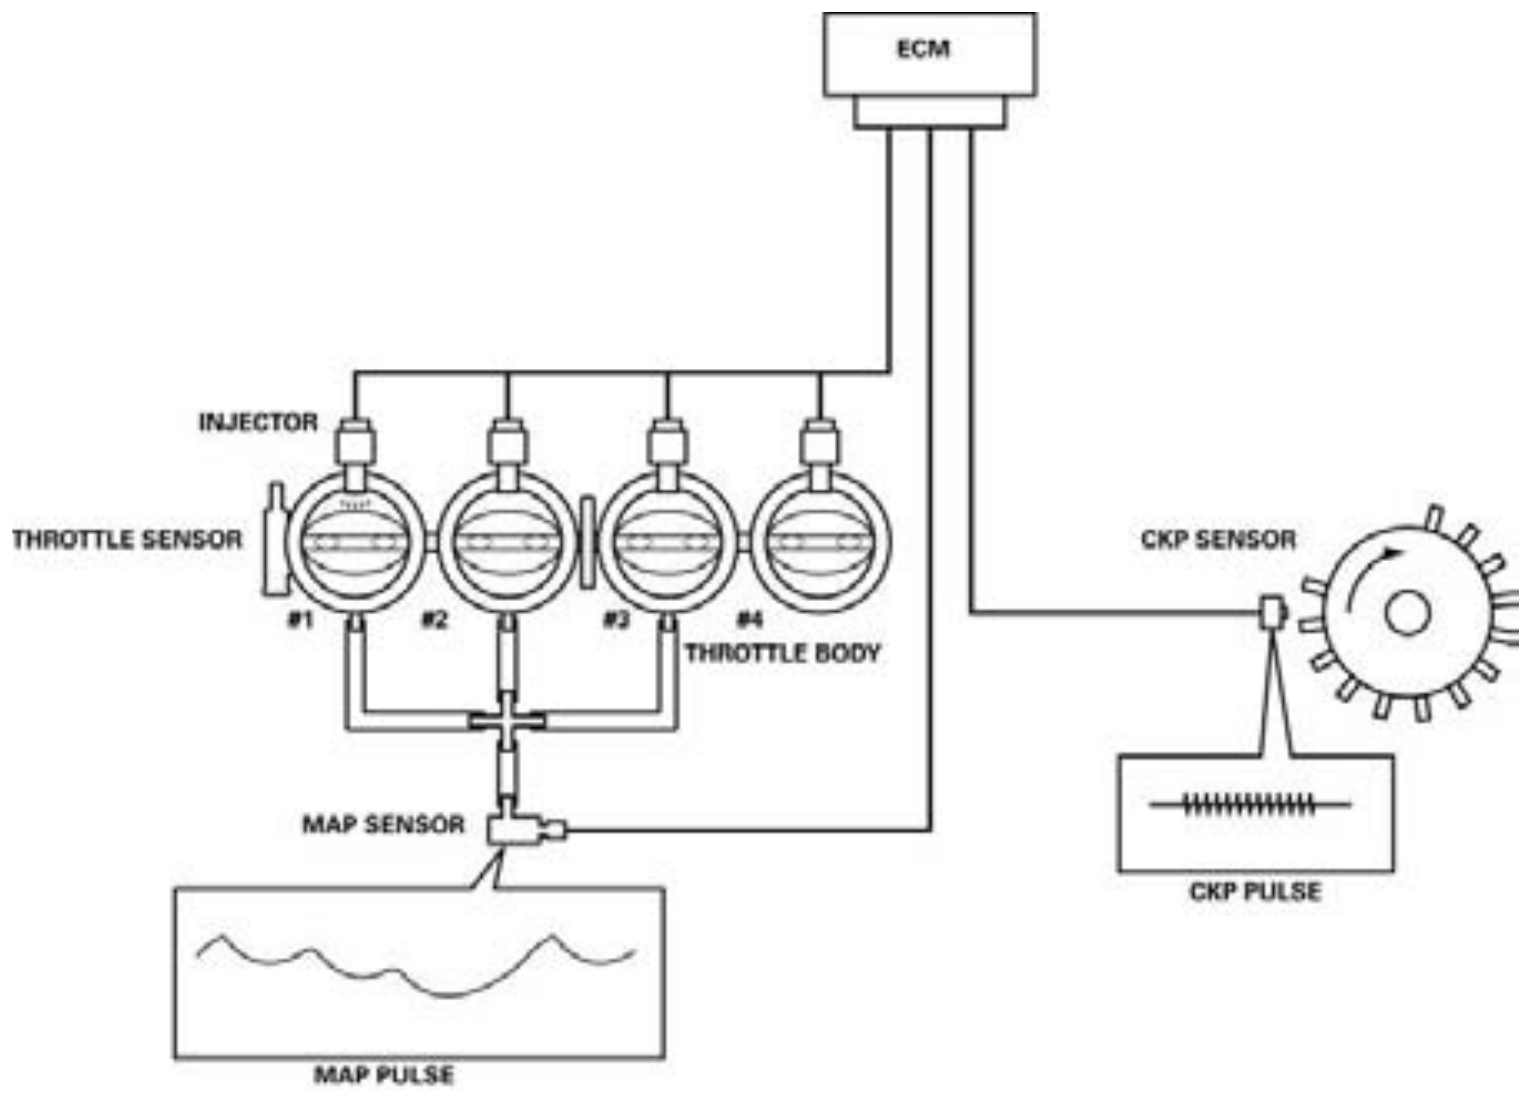 ECM
INJECTOR
THROTTLE SENSOR
CKP SENSOR
#1
#2
#3
#4
THROTTLE BODY
MAP SENSOR
CKP PULSE
MAP PULSE